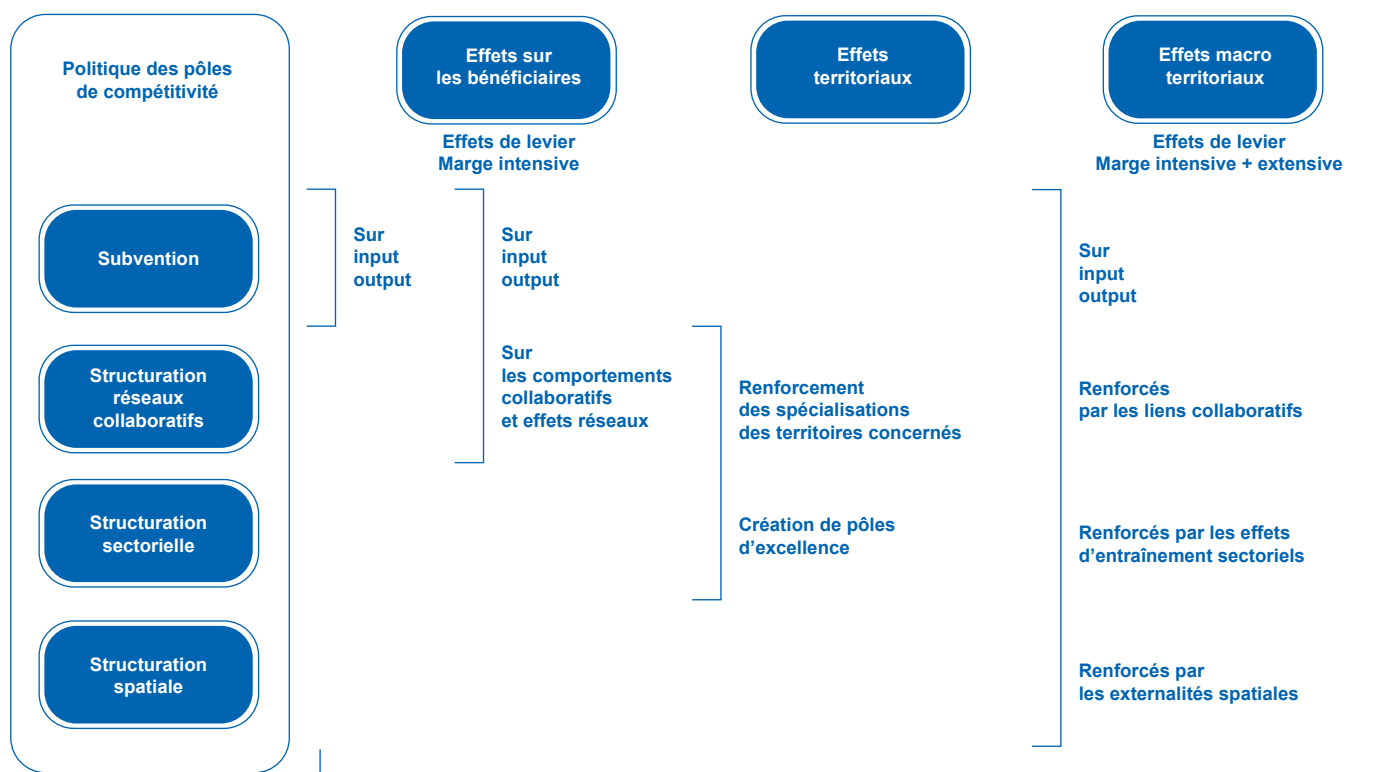 Politique des pôles
de compétitivité
Subvention
Structuration
réseaux
collaboratifs
Structuration
sectorielle
Structuration
spatiale
Effets sur
les bénéficiaires
Effets de levier
Marge intensive
Sur
input
output
Sur
input
output
Sur
les comportements
collaboratifs
et effets réseaux
Effets
territoriaux
Renforcement
des spécialisations
des territoires concernés
Création de pôles
d’excellence
Effets macro
territoriaux
Effets de levier
Marge intensive + extensive
Sur
input
output
Renforcés
par les liens collaboratifs
Renforcés par les effets
d’entraînement sectoriels
Renforcés par
les externalités spatiales